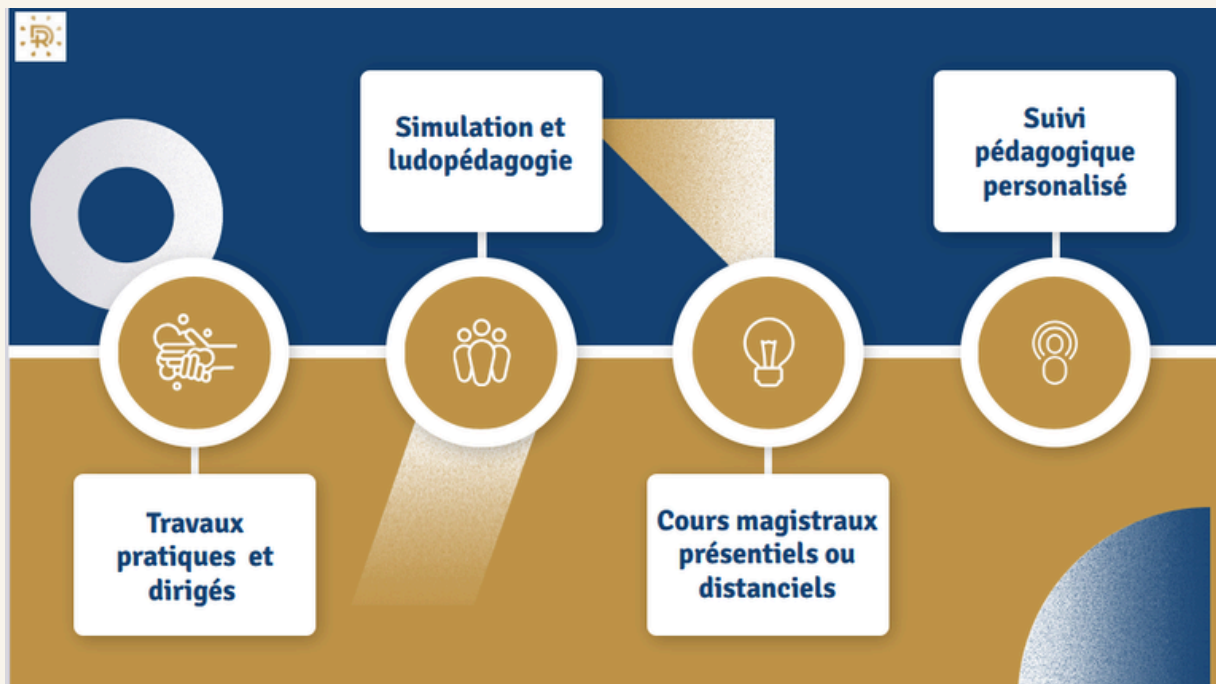 Simulation et
ludopédagogie
Suivi
pédagogique
personalisé
Travaux
pratiques et
dirigés
Cours magistraux
présentiels ou
distanciels